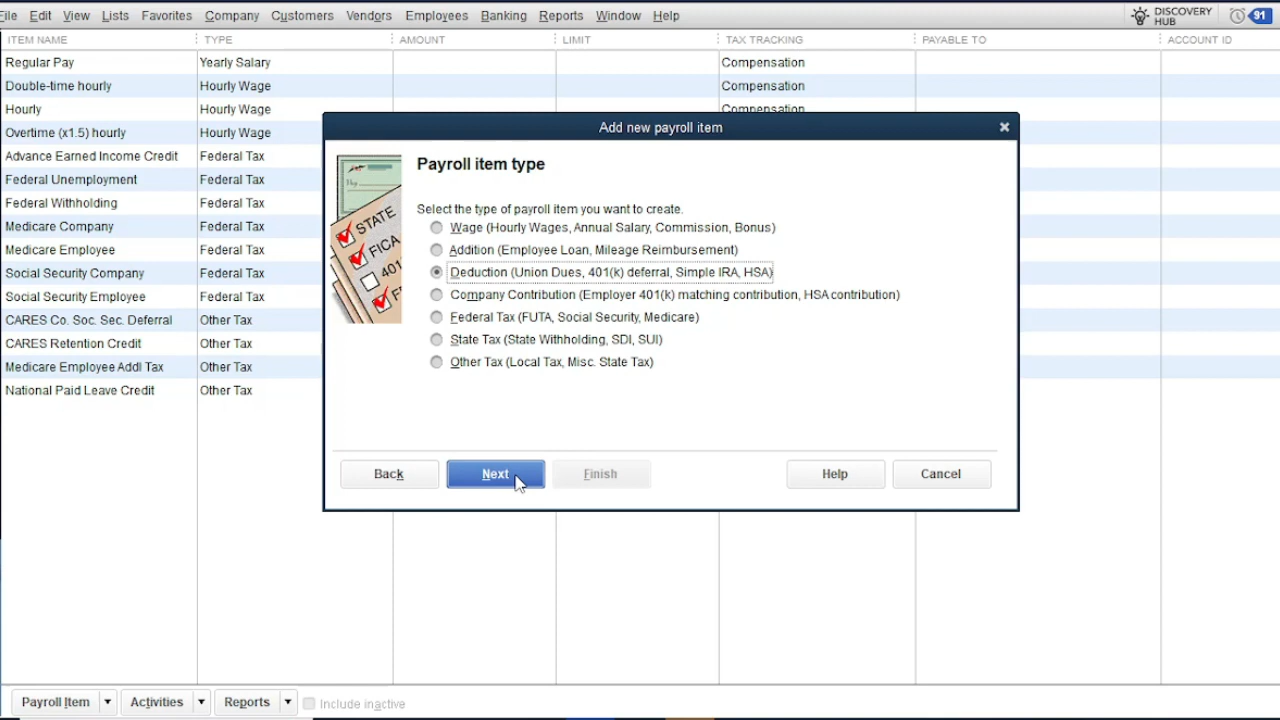 File Edit View Lists Favorites Company Customers Vendors Employees Banking Reports Window Help DISCOVERY HUB 91
ITEM NAME TYPE AMOUNT LIMIT TAX TRACKING PAYABLE TO ACCOUNT ID
Regular Pay Yearly Salary Compensation
Double-time hourly Hourly Wage Compensation
Hourly Hourly Wage Compensation
Overtime (x1.5) hourly Hourly Wage
Advance Earned Income Credit Federal Tax
Federal Unemployment Federal Tax
Federal Withholding Federal Tax
Medicare Company Federal Tax
Medicare Employee Federal Tax
Social Security Company Federal Tax
Social Security Employee Federal Tax
CARES Co. Soc. Sec. Deferral Other Tax
CARES Retention Credit Other Tax
Medicare Employee Addl Tax Other Tax
National Paid Leave Credit Other Tax
Add new payroll item
Payroll item type
STATE
FICA
401
Select the type of payroll item you want to create.
Wage (Hourly Wages, Annual Salary, Commission, Bonus)
Addition (Employee Loan, Mileage Reimbursement)
Deduction (Union Dues, 401(k) deferral, Simple IRA, HSA)
Company Contribution (Employer 401(k) matching contribution, HSA contribution)
Federal Tax (FUTA, Social Security, Medicare)
State Tax (State Withholding, SDI, SUI)
Other Tax (Local Tax, Misc. State Tax)
Back Next Finish Help Cancel
Payroll Item Activities Reports Include inactive